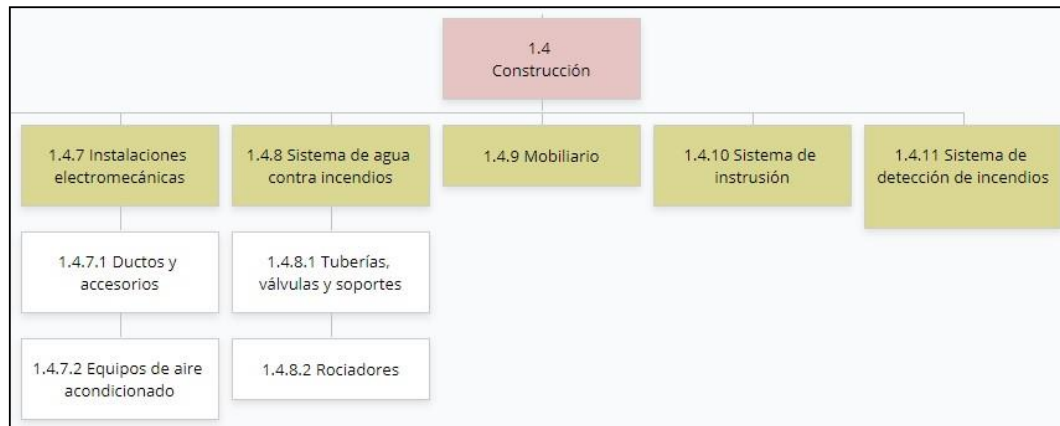 1.4
Construcción
1.4.7 Instalaciones
electromecánicas
1.4.8 Sistema de agua
contra incendios
1.4.9 Mobiliario
1.4.10 Sistema de
instrusión
1.4.11 Sistema de
detección de incendios
1.4.7.1 Ductos y
accesorios
1.4.8.1 Tuberías,
válvulas y soportes
1.4.7.2 Equipos de aire
acondicionado
1.4.8.2 Rociadores